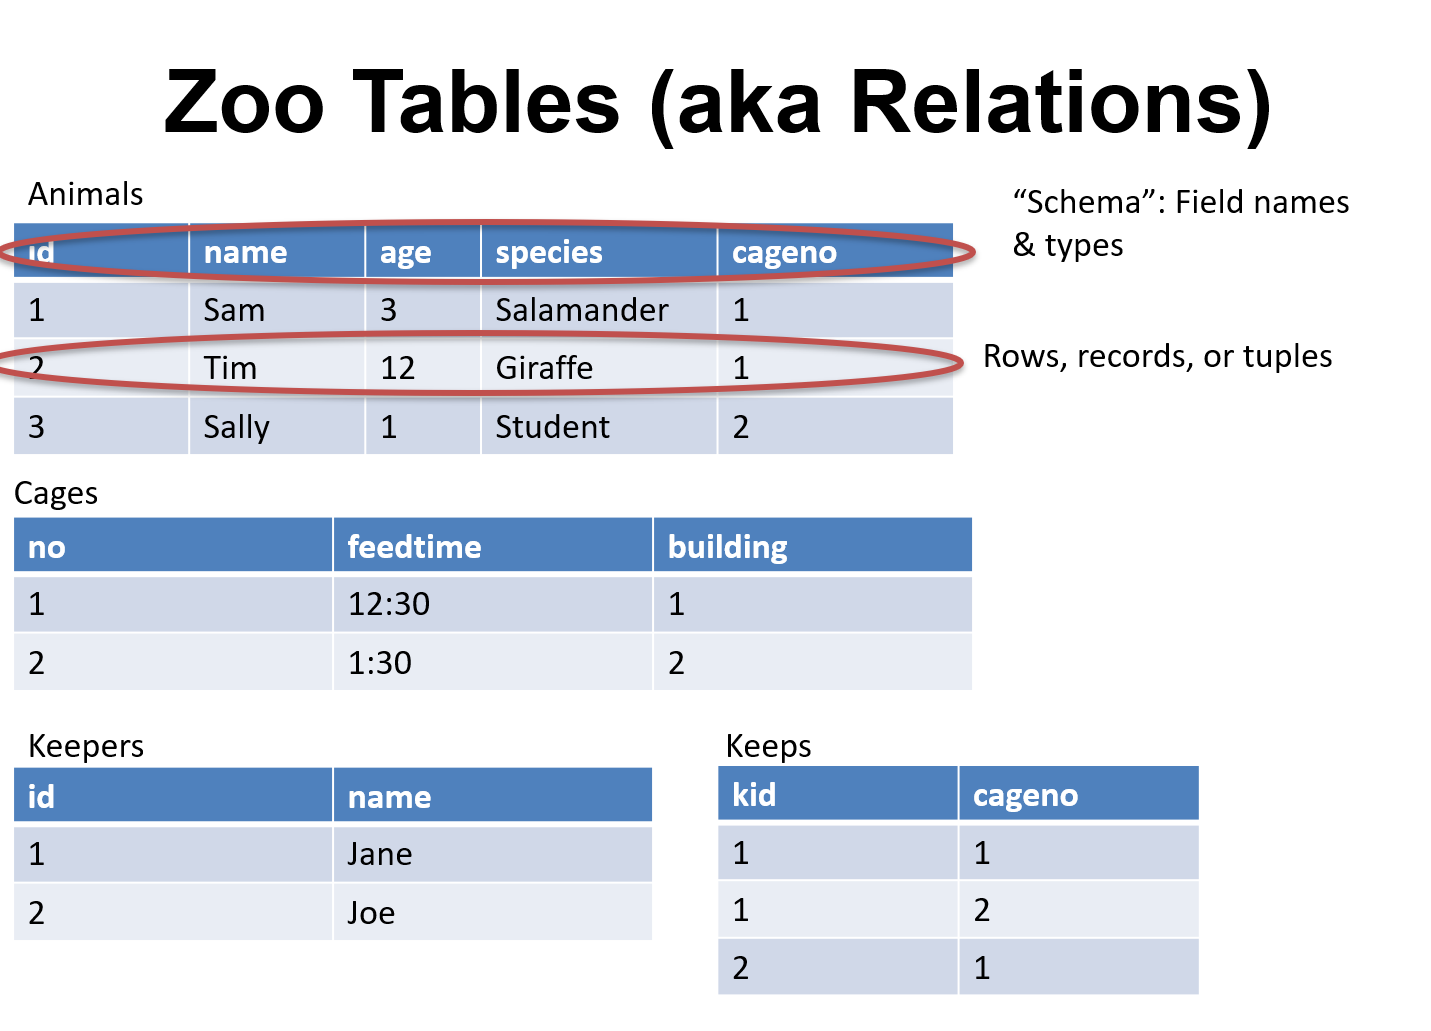 Zoo Tables (aka Relations)
Animals
“Schema”: Field names
& types
id name age species cageno
1 Sam 3 Salamander 1
2 Tim 12 Giraffe 1
Rows, records, or tuples
3 Sally 1 Student 2
Cages
no feedtime building
1 12:30 1
2 1:30 2
Keepers
id name
1 Jane
2 Joe
Keeps
kid cageno
1 1
1 2
2 1